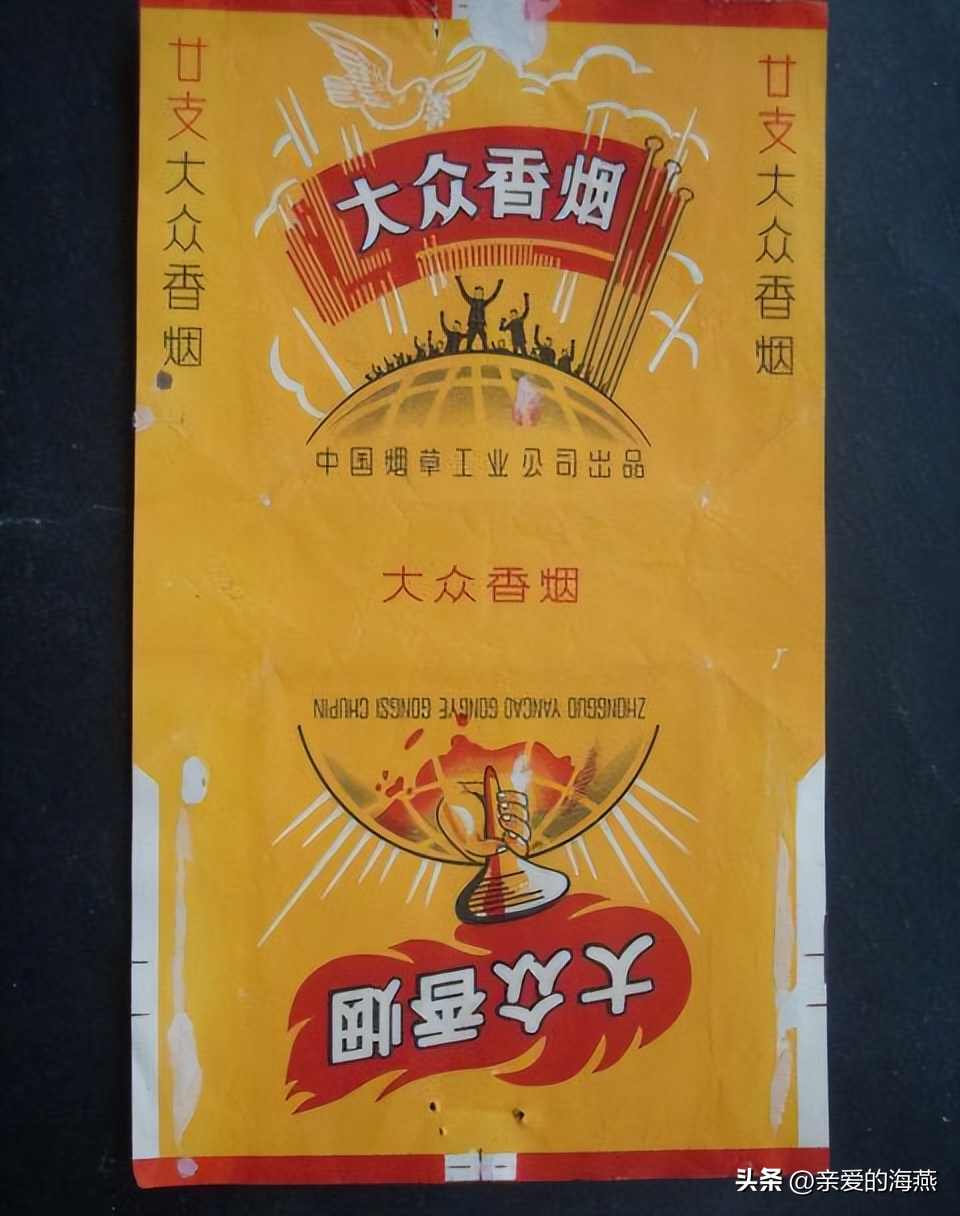 廿支大众香烟
大众香烟
廿支大众香烟
中国烟草工业公司出品
大众香烟
ZHONGGUO YANCAO GONGYE GONGSI CHUPIN
大众香烟
头条 @亲爱的海燕